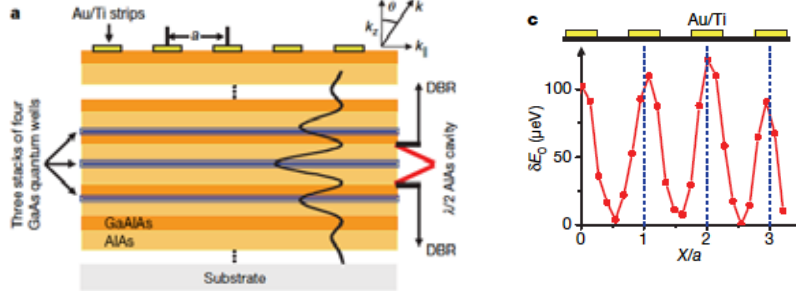 a
Au/Ti strips
a
θ
k
k_z
k_∥
DBR
Three stacks of four
GaAs quantum wells
λ/2 AlAs cavity
GaAlAs
AlAs
DBR
Substrate
c
Au/Ti
δE₀ (μeV)
100
50
0
0
1
2
3
X/a